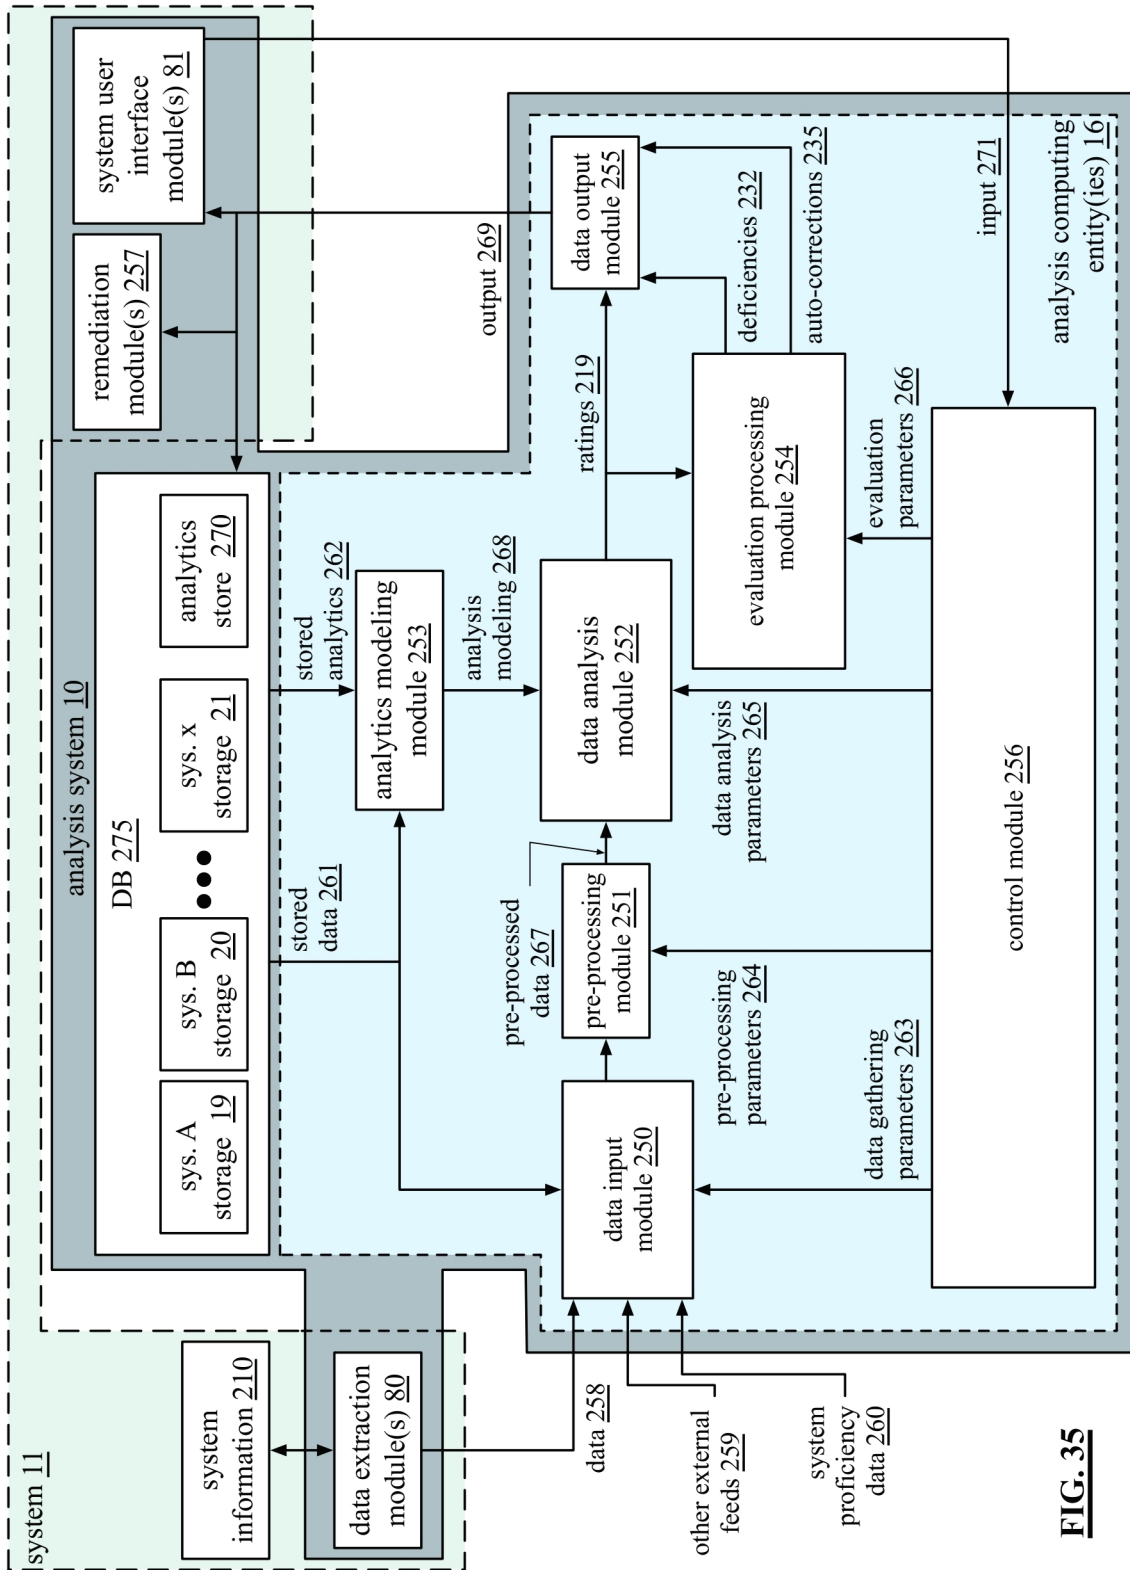 system 11
system
information 210
data extraction
module(s) 80
analysis system 10
DB 275
sys. A
storage 19
sys. B
storage 20
sys. x
storage 21
analytics
store 270
remediation
module(s) 257
system user
interface
module(s) 81
data 258
other external
feeds 259
system
proficiency
data 260
stored
data 261
stored
analytics 262
analytics modeling
module 253
analysis
modeling 268
output 269
data input
module 250
pre-processed
data 267
pre-processing
module 251
data analysis
module 252
ratings 219
data output
module 255
deficiencies 232
auto-corrections 235
evaluation processing
module 254
data gathering
parameters 263
pre-processing
parameters 264
data analysis
parameters 265
evaluation
parameters 266
input 271
control module 256
analysis computing
entity(ies) 16
FIG. 35